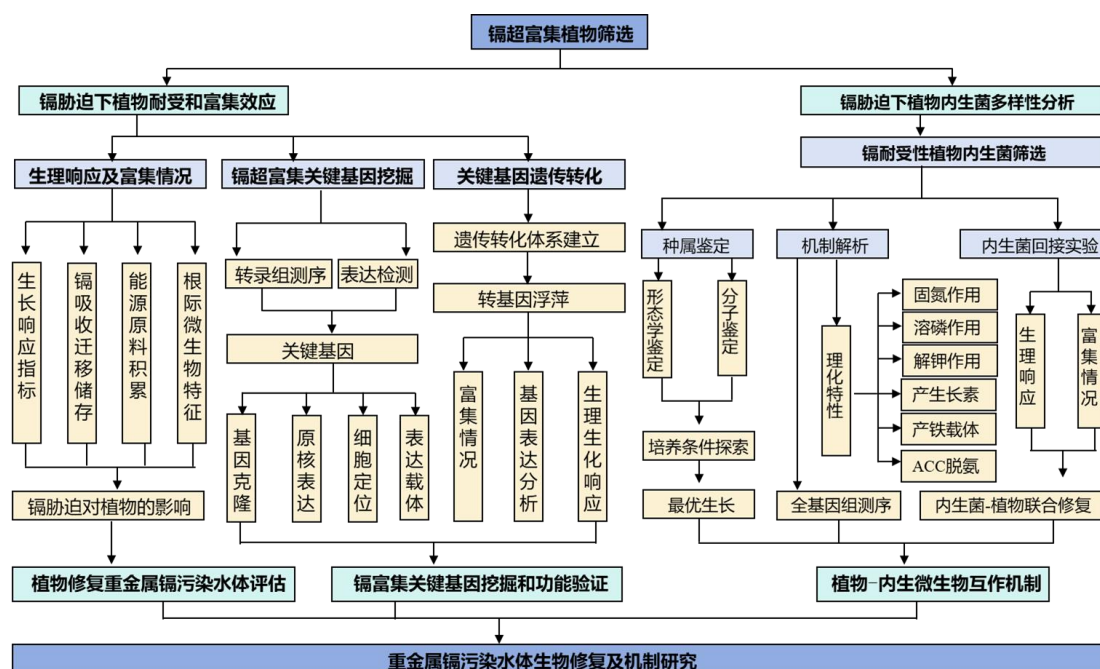 镉超富集植物筛选
镉胁迫下植物耐受和富集效应
镉胁迫下植物内生菌多样性分析
镉耐受性植物内生菌筛选
生理响应及富集情况
镉超富集关键基因挖掘
关键基因遗传转化
遗传转化体系建立
种属鉴定
机制解析
内生菌回接实验
转录组测序
表达检测
转基因浮萍
关键基因
生长响应指标
镉吸收迁移储存
能源原料积累
根际微生物特征
形态学鉴定
分子鉴定
理化特性
固氮作用
溶磷作用
解钾作用
产生长素
产铁载体
ACC脱氨
生理响应
富集情况
基因克隆
原核表达
细胞定位
表达载体
富集情况
基因表达分析
生理生化响应
培养条件探索
镉胁迫对植物的影响
最优生长
全基因组测序
内生菌-植物联合修复
植物修复重金属镉污染水体评估
镉富集关键基因挖掘和功能验证
植物-内生微生物互作机制
重金属镉污染水体生物修复及机制研究